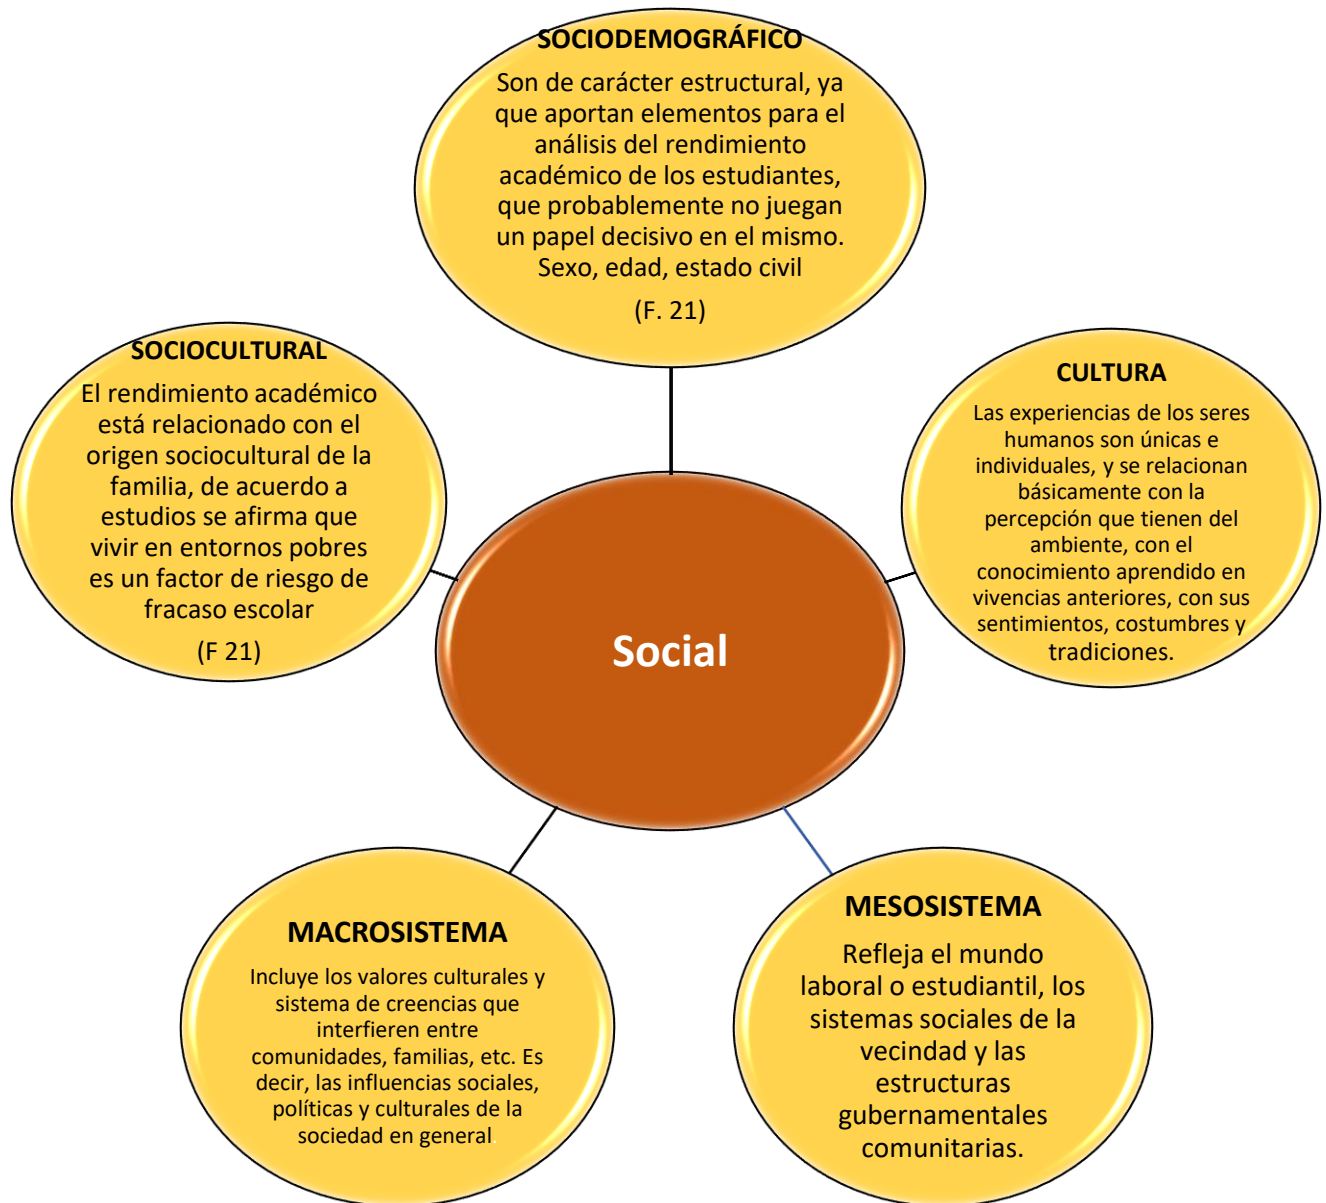 SOCIODEMOGRÁFICO
Son de carácter estructural, ya
que aportan elementos para el
análisis del rendimiento
académico de los estudiantes,
que probablemente no juegan
un papel decisivo en el mismo.
Sexo, edad, estado civil
(F. 21)
SOCIOCULTURAL
El rendimiento académico
está relacionado con el
origen sociocultural de la
familia, de acuerdo a
estudios se afirma que
vivir en entornos pobres
es un factor de riesgo de
fracaso escolar
(F 21)
CULTURA
Las experiencias de los seres
humanos son únicas e
individuales, y se relacionan
básicamente con la
percepción que tienen del
ambiente, con el
conocimiento aprendido en
vivencias anteriores, con sus
sentimientos, costumbres y
tradiciones.
Social
MACROSISTEMA
Incluye los valores culturales y
sistema de creencias que
interfieren entre
comunidades, familias, etc. Es
decir, las influencias sociales,
políticas y culturales de la
sociedad en general.
MESOSISTEMA
Refleja el mundo
laboral o estudiantil, los
sistemas sociales de la
vecindad y las
estructuras
gubernamentales
comunitarias.